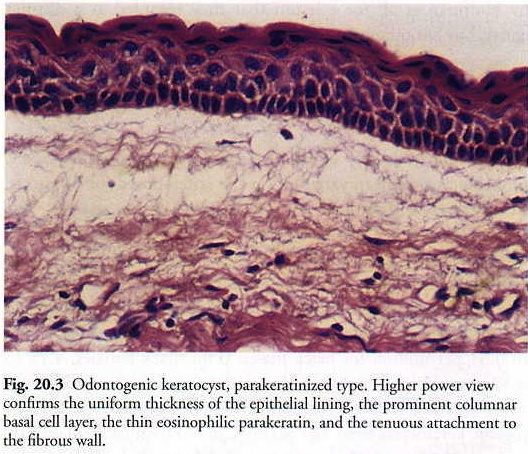 Fig. 20.3 Odontogenic keratocyst, parakeratinized type. Higher power view
confirms the uniform thickness of the epithelial lining, the prominent columnar
basal cell layer, the thin eosinophilic parakeratin, and the tenuous attachment to
the fibrous wall.